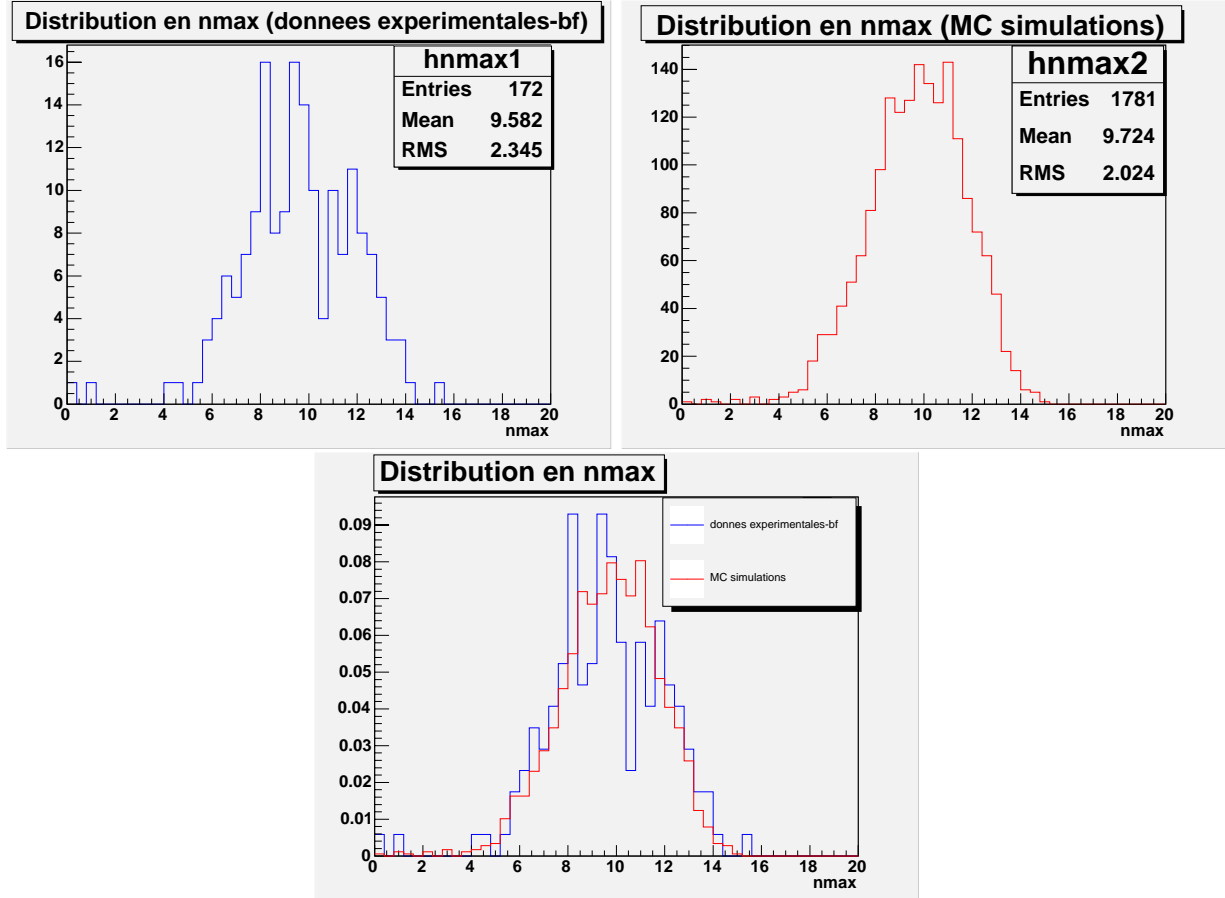 Distribution en nmax (donnees experimentales-bf)
hnmax1
Entries 172
Mean 9.582
RMS 2.345
16
14
12
10
8
6
4
2
0
0 2 4 6 8 10 12 14 16 18 20
nmax
Distribution en nmax (MC simulations)
hnmax2
Entries 1781
Mean 9.724
RMS 2.024
140
120
100
80
60
40
20
0
0 2 4 6 8 10 12 14 16 18 20
nmax
Distribution en nmax
donnes experimentales-bf
MC simulations
0.09
0.08
0.07
0.06
0.05
0.04
0.03
0.02
0.01
0
0 2 4 6 8 10 12 14 16 18 20
nmax